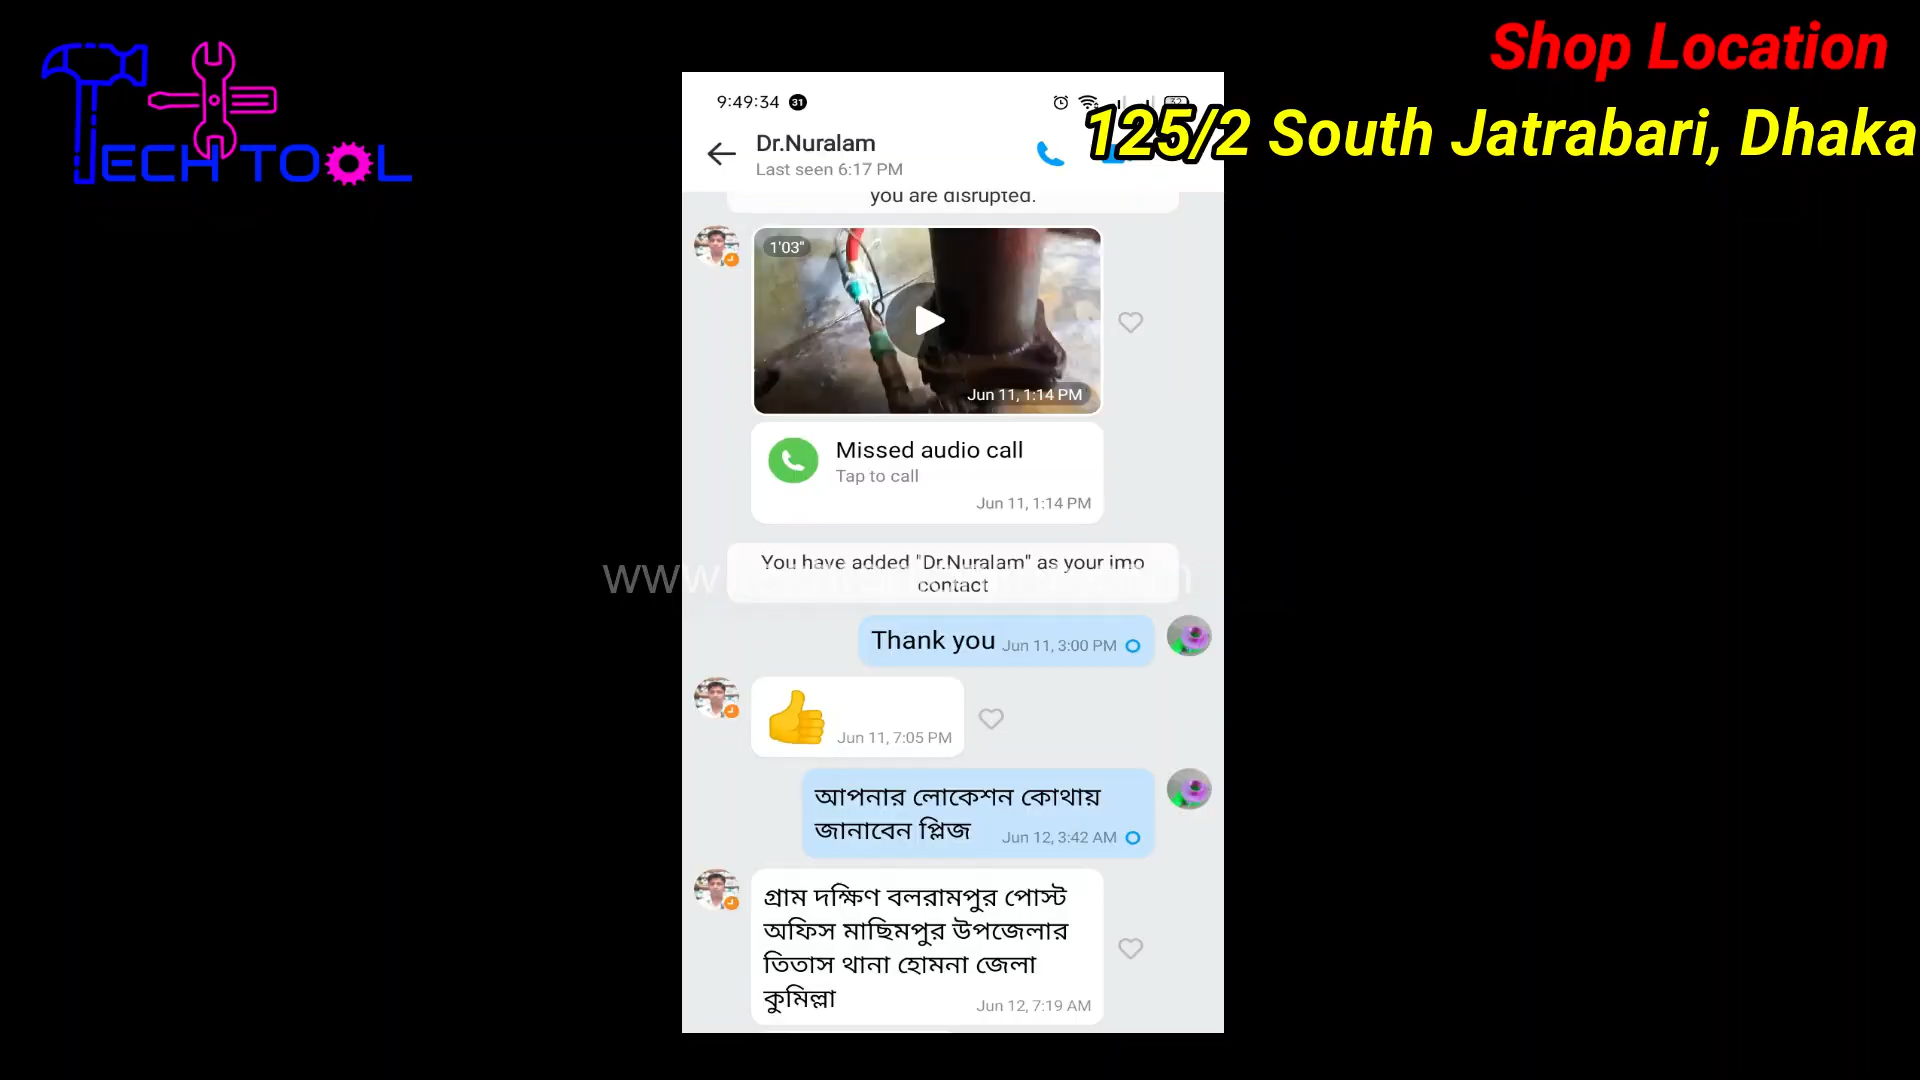 TECH TOOL
Shop Location
125/2 South Jatrabari, Dhaka
9:49:34 31
32
Dr.Nuralam
Last seen 6:17 PM
you are disrupted.
1'03"
Jun 11, 1:14 PM
Missed audio call
Tap to call
Jun 11, 1:14 PM
You have added "Dr.Nuralam" as your imo
contact
www
Thank you Jun 11, 3:00 PM
Jun 11, 7:05 PM
আপনার লোকেশন কোথায়
জানাবেন প্লিজ Jun 12, 3:42 AM
গ্রাম দক্ষিণ বলরামপুর পোস্ট
অফিস মাছিমপুর উপজেলার
তিতাস থানা হোমনা জেলা
কুমিল্লা Jun 12, 7:19 AM